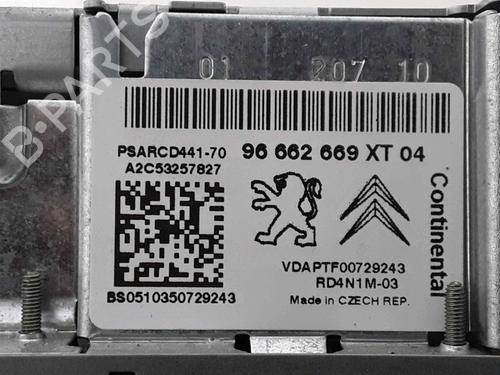 01 207 10
PSARCD441-70 96 662 669 XT 04
A2C53257827
Continental
VDAPTF00729243
RD4N1M-03
BS0510350729243 Made in CZECH REP.
B-PARTS